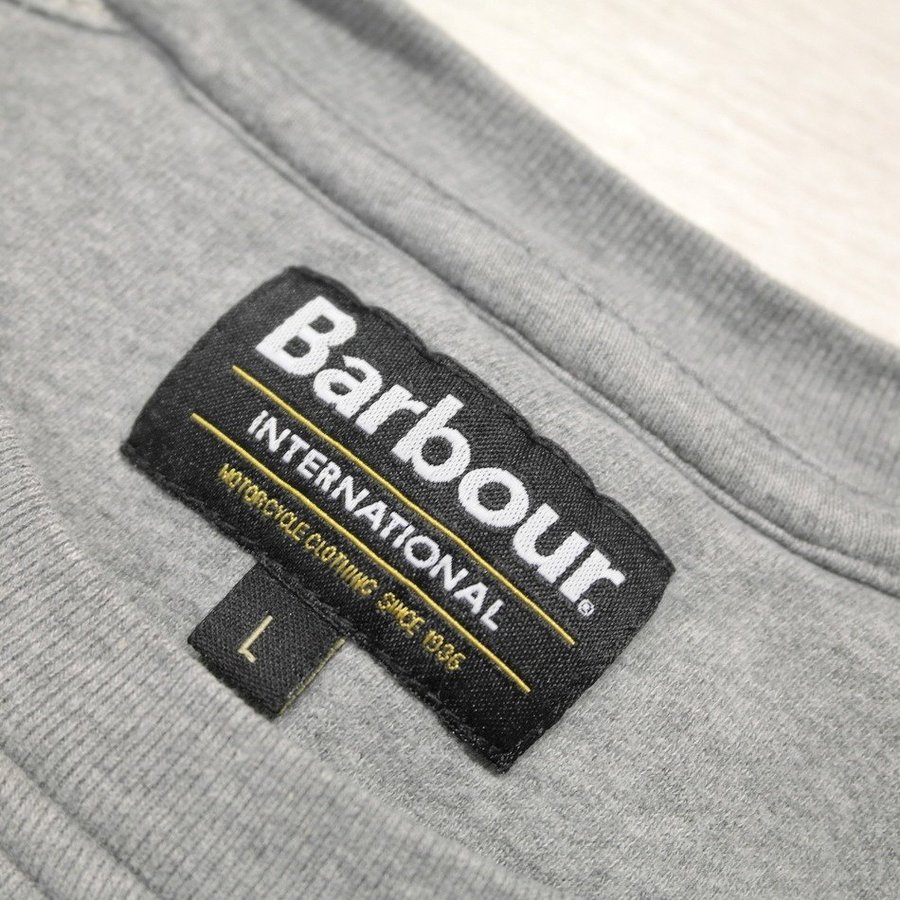 Barbour®
INTERNATIONAL
MOTORCYCLE CLOTHING SINCE 1936
L